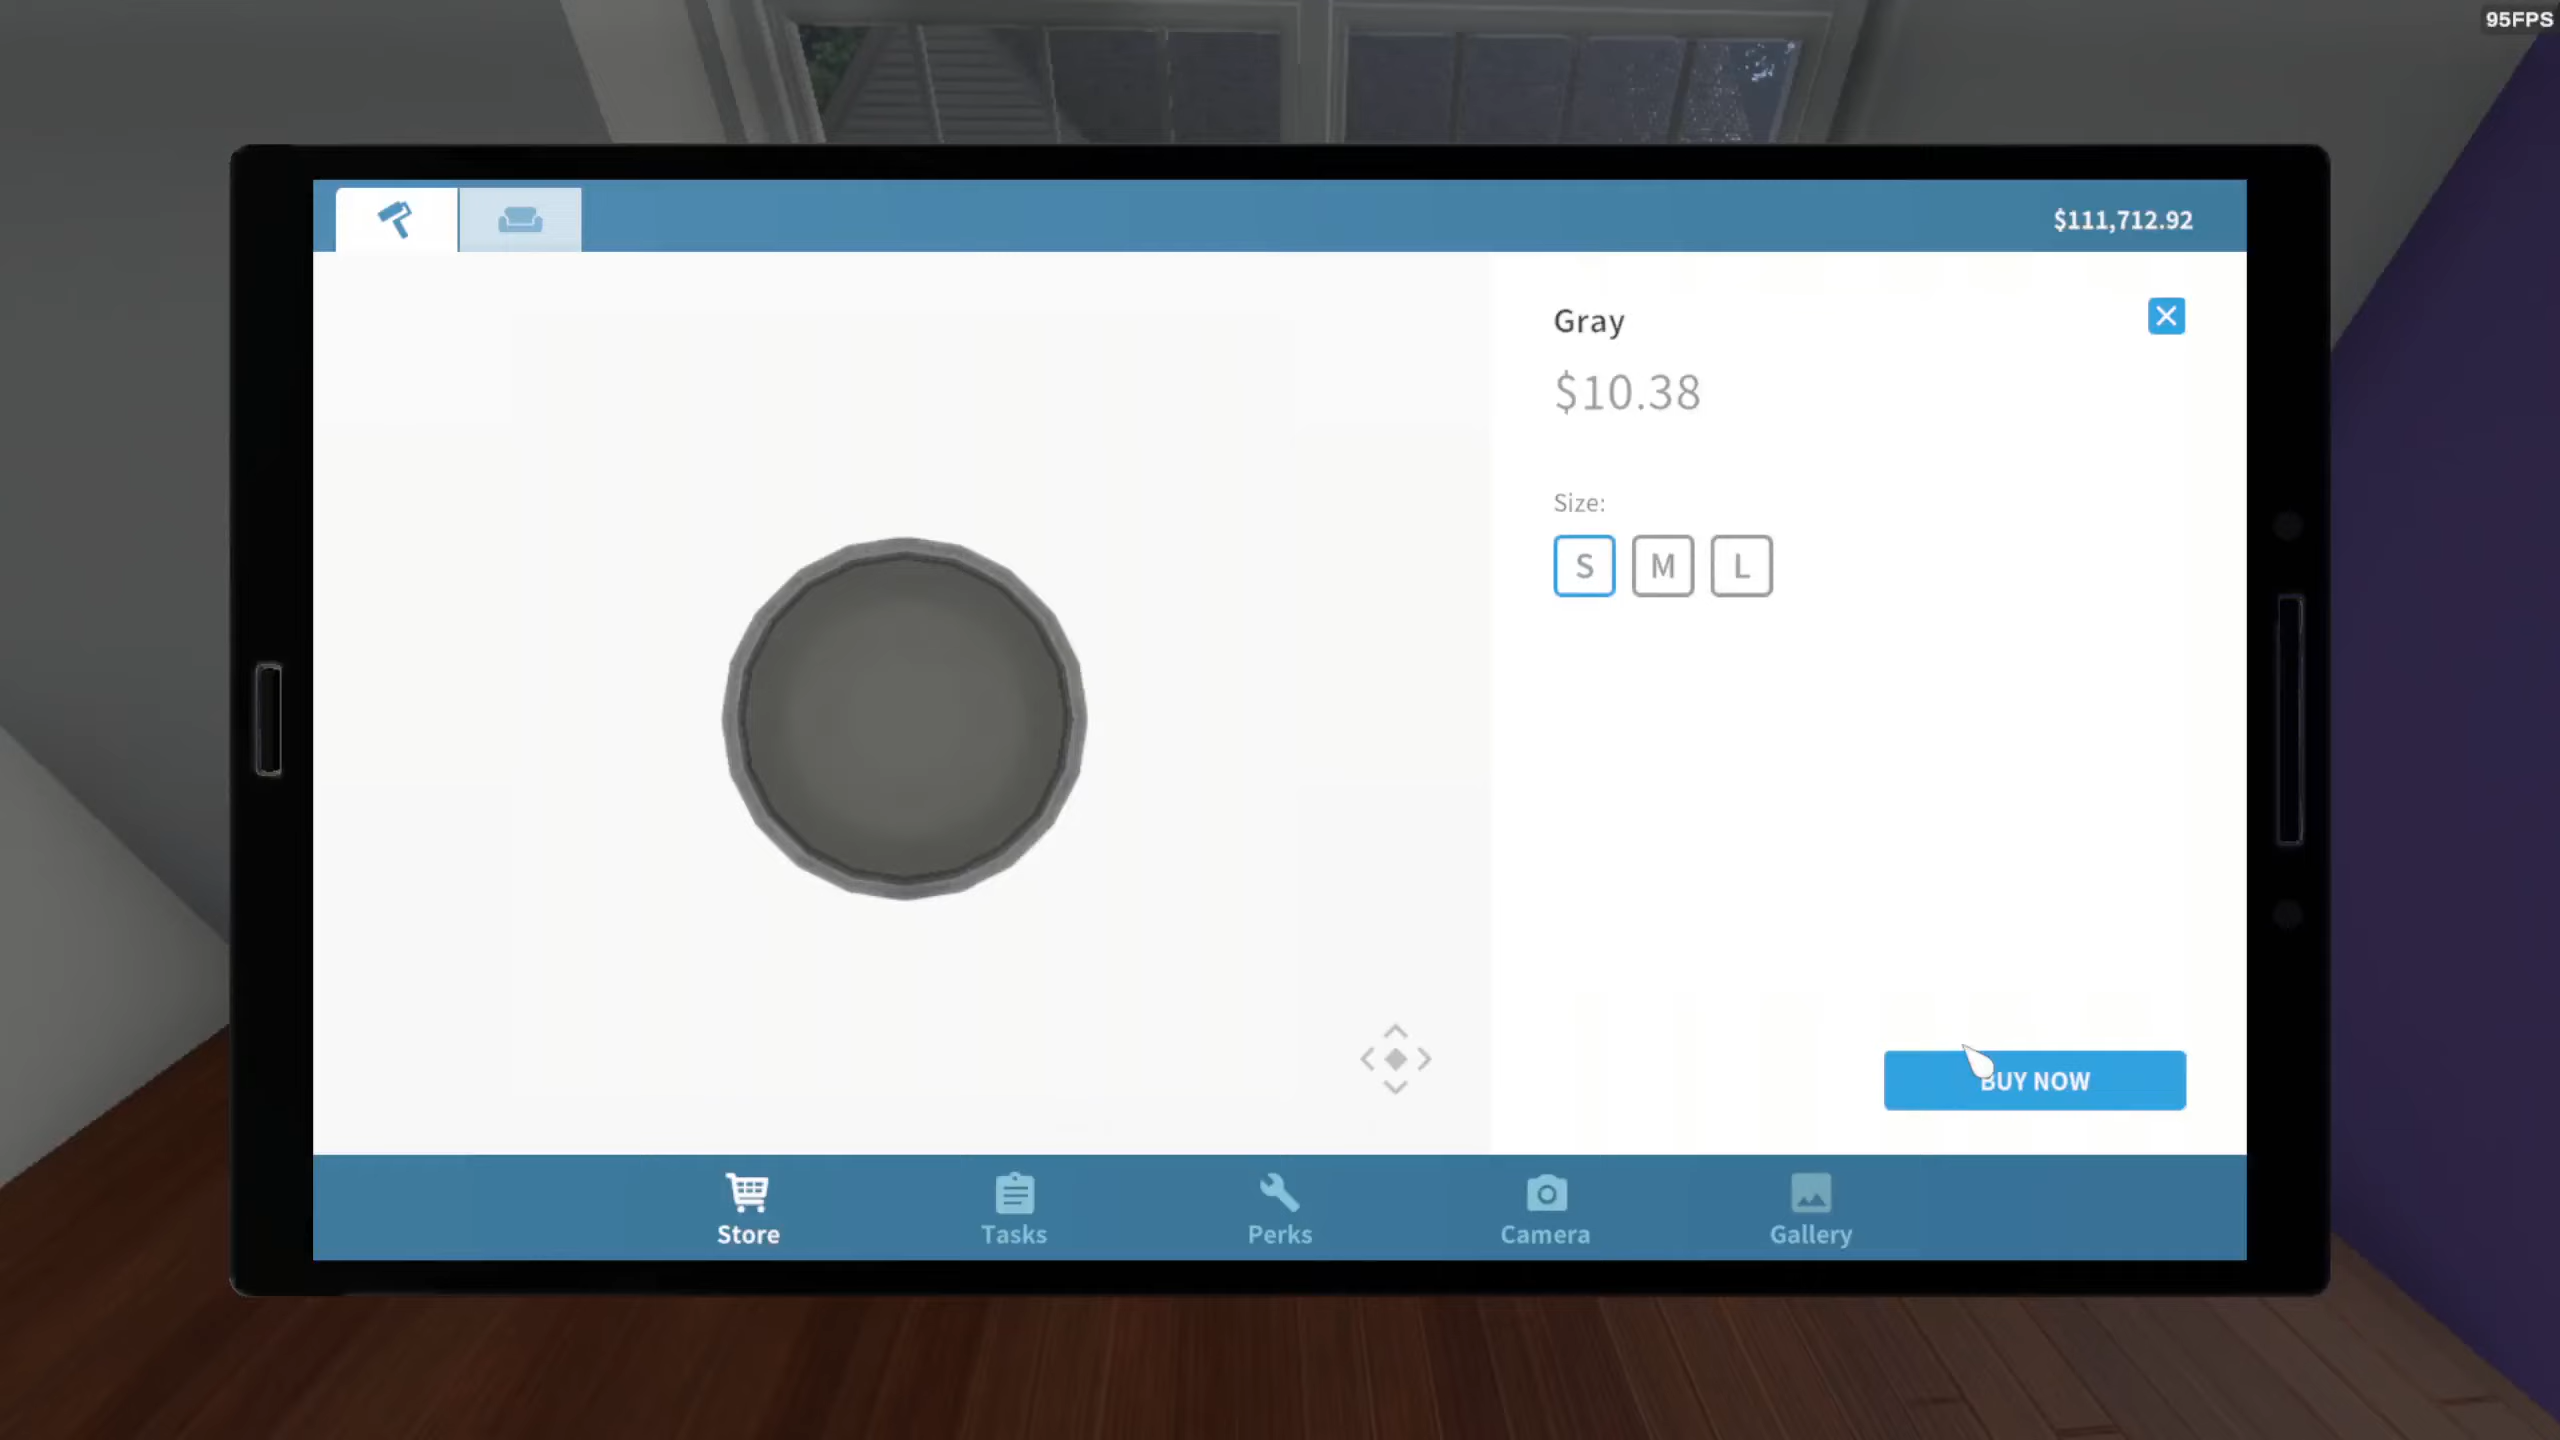 95FPS
$111,712.92
Gray
$10.38
Size:
S M L
BUY NOW
Store Tasks Perks Camera Gallery